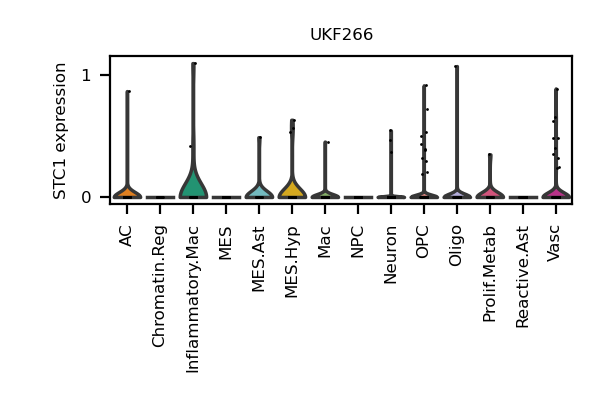 UKF266
STC1 expression
1
0
AC
Chromatin.Reg
Inflammatory.Mac
MES
MES.Ast
MES.Hyp
Mac
NPC
Neuron
OPC
Oligo
Prolif.Metab
Reactive.Ast
Vasc